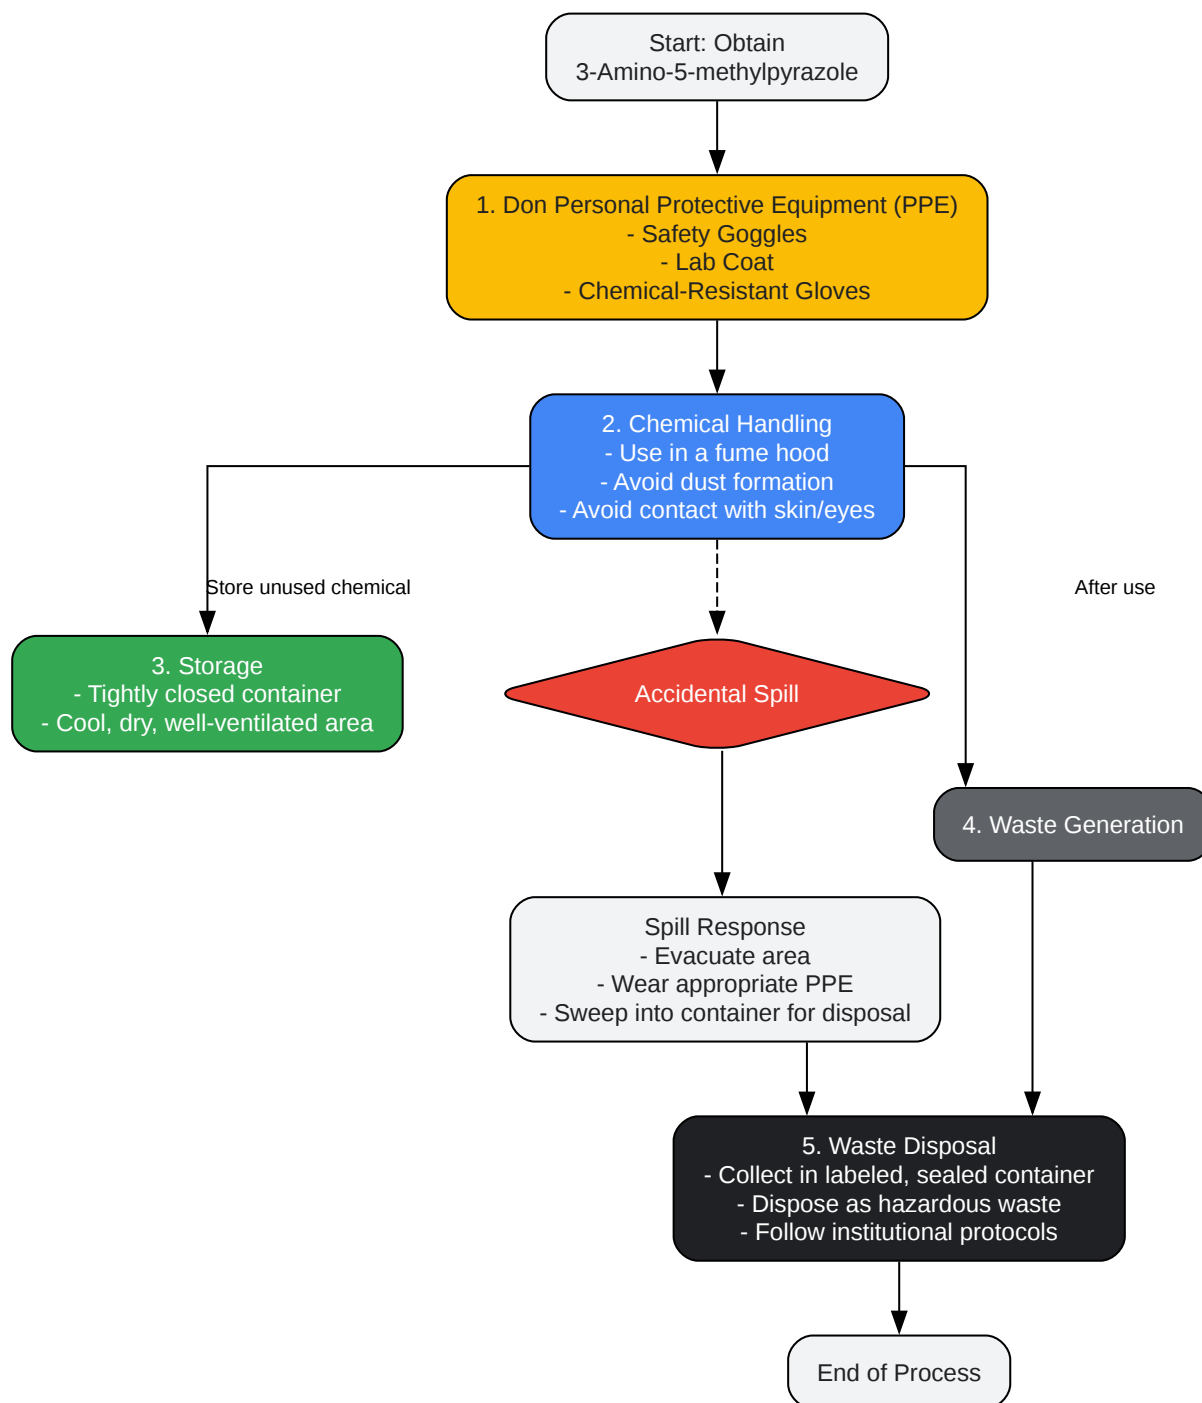 Start: Obtain
3-Amino-5-methylpyrazole
1. Don Personal Protective Equipment (PPE)
- Safety Goggles
- Lab Coat
- Chemical-Resistant Gloves
2. Chemical Handling
- Use in a fume hood
- Avoid dust formation
- Avoid contact with skin/eyes
Store unused chemical
After use
3. Storage
- Tightly closed container
- Cool, dry, well-ventilated area
Accidental Spill
4. Waste Generation
Spill Response
- Evacuate area
- Wear appropriate PPE
- Sweep into container for disposal
5. Waste Disposal
- Collect in labeled, sealed container
- Dispose as hazardous waste
- Follow institutional protocols
End of Process